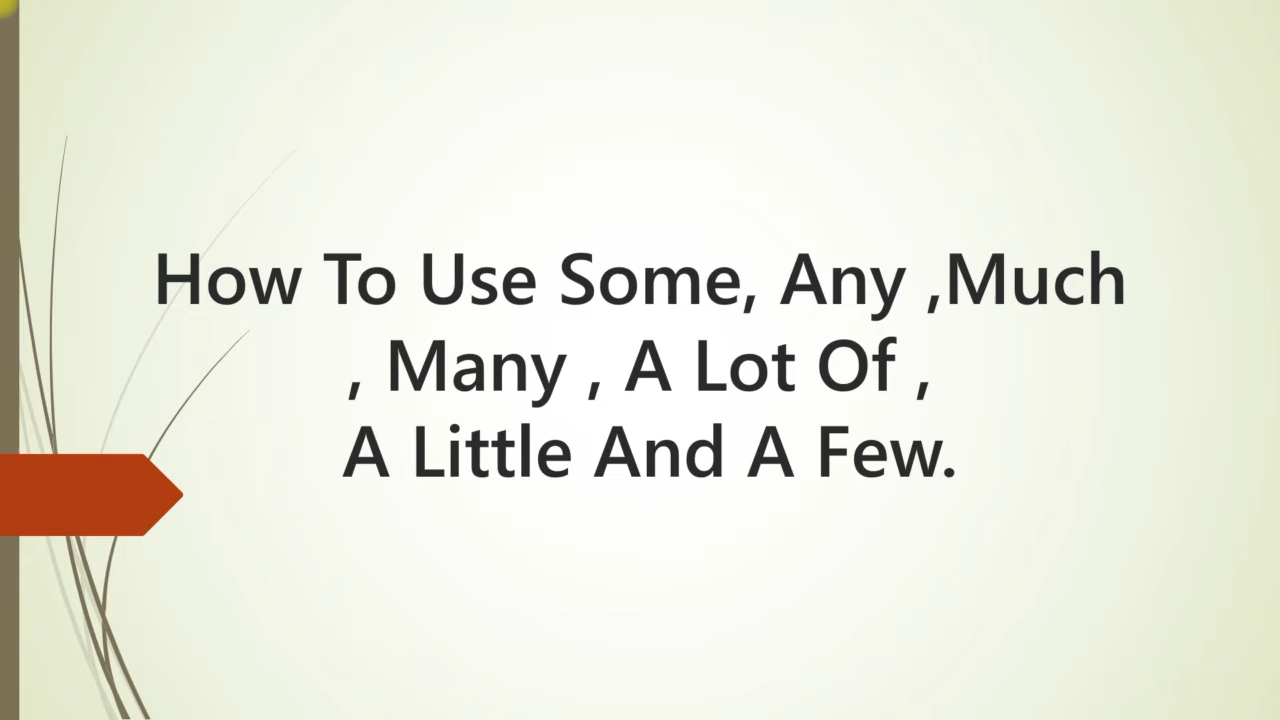 How To Use Some, Any ,Much
, Many , A Lot Of ,
A Little And A Few.